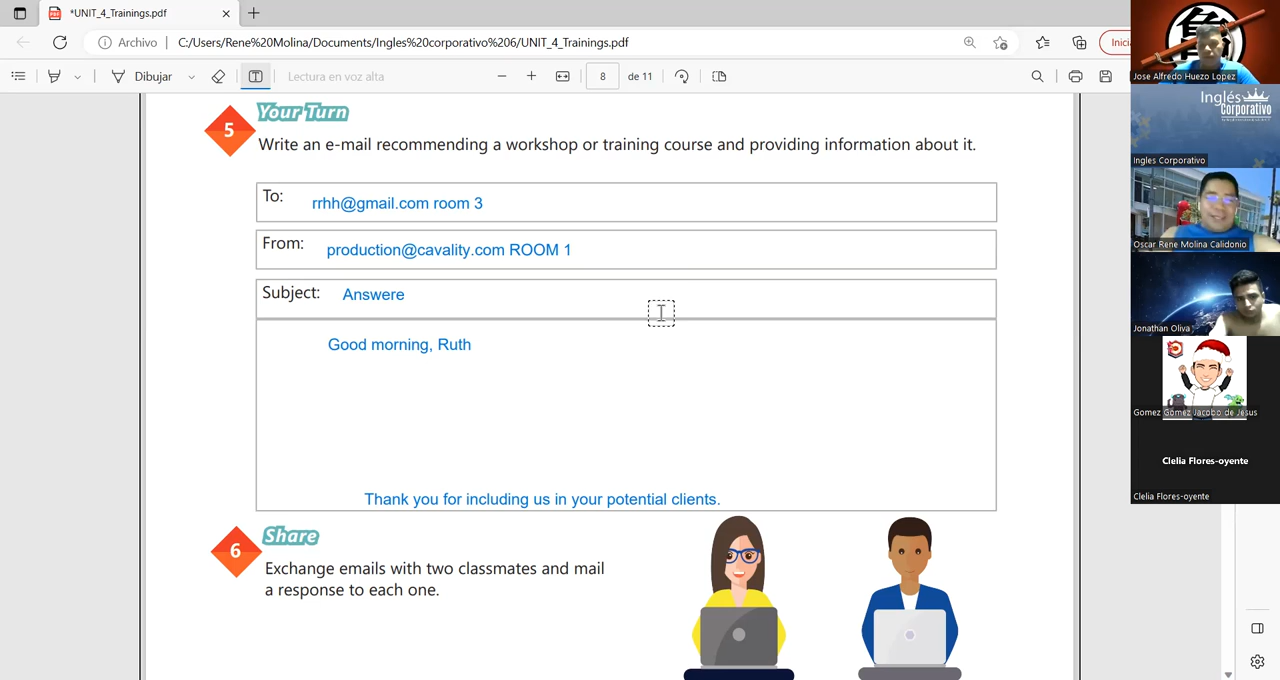 *UNIT_4_Trainings.pdf
Archivo
C:/Users/Rene%20Molina/Documents/Ingles%20corporativo%206/UNIT_4_Trainings.pdf
Inici
Dibujar
Lectura en voz alta
8
de 11
5
Your Turn
Write an e-mail recommending a workshop or training course and providing information about it.
To:
rrhh@gmail.com room 3
From:
production@cavality.com ROOM 1
Subject:
Answere
Good morning, Ruth
Thank you for including us in your potential clients.
6
Share
Exchange emails with two classmates and mail
a response to each one.
Jose Alfredo Huezo Lopez
Inglés
Corporativo
Ingles Corporativo
Oscar Rene Molina Calidonio
Jonathan Oliva
Gomez Gomez Jacobo de Jesus
Clelia Flores-oyente
Clelia Flores-oyente